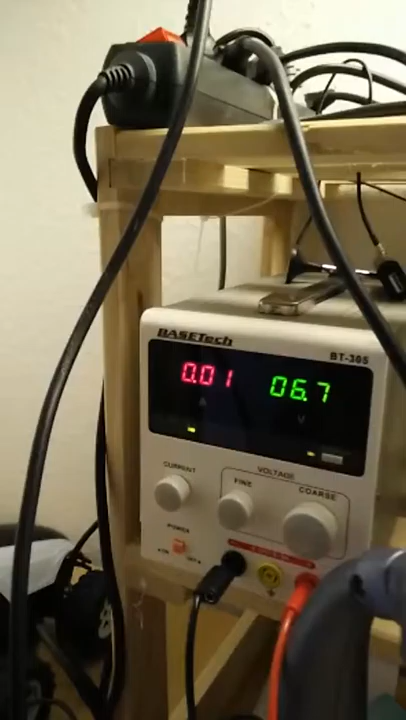 BASETech
BT-305
0.01
06.7
A
V
CURRENT
VOLTAGE
FINE
COARSE
POWER